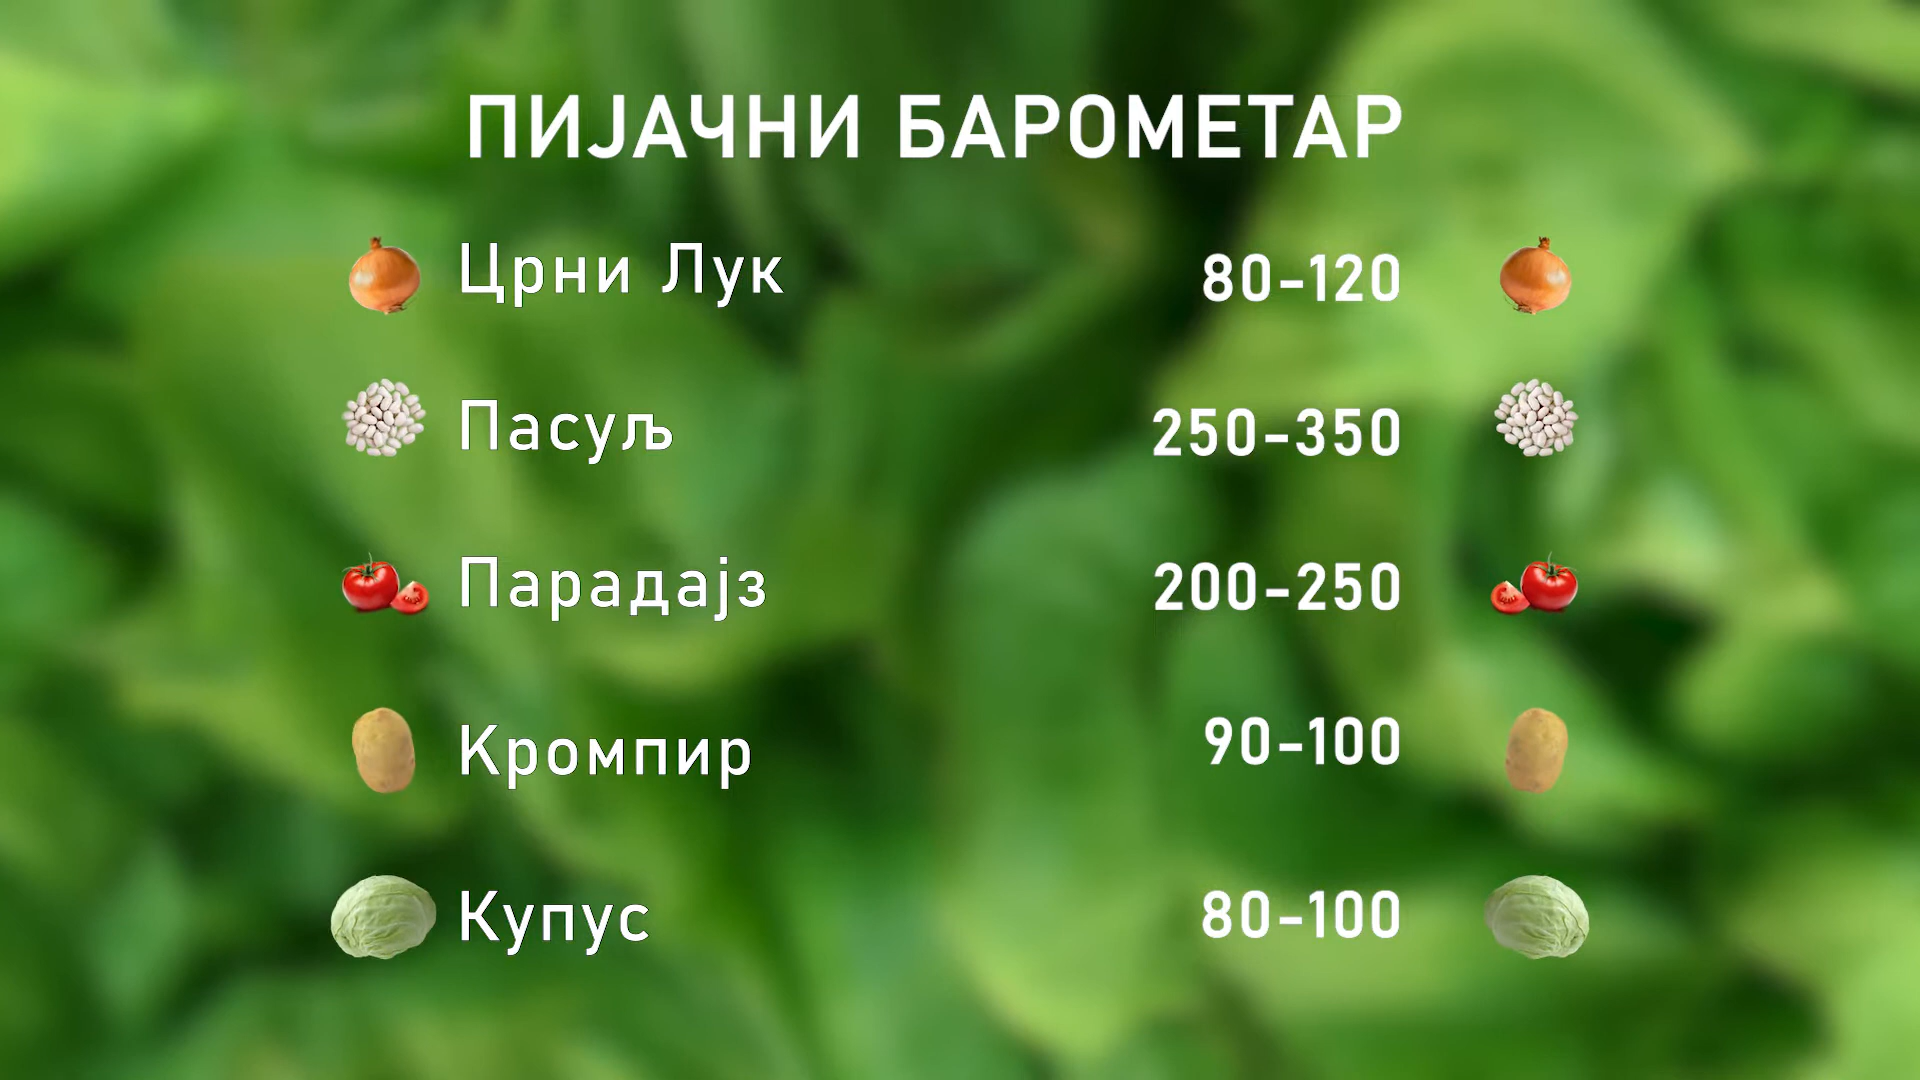 ПИЈАЧНИ БАРОМЕТАР
Црни Лук 80-120
Пасуљ 250-350
Парадајз 200-250
Кромпир 90-100
Купус 80-100